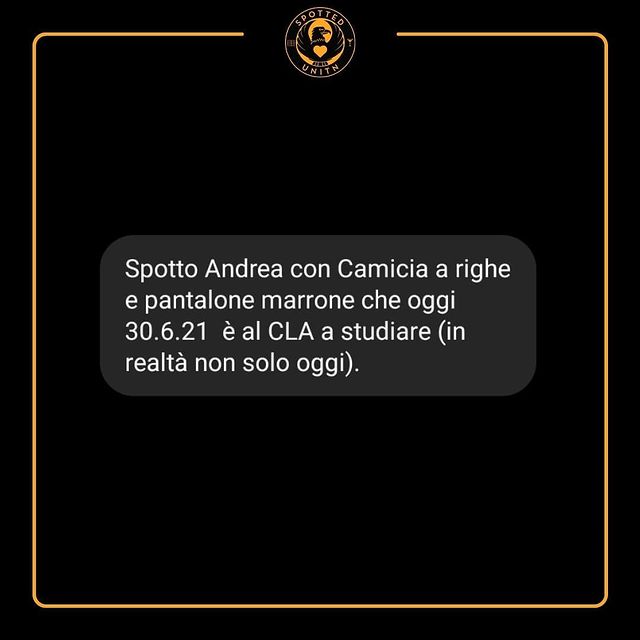 SPOTTED
UNITN
Spotto Andrea con Camicia a righe
e pantalone marrone che oggi
30.6.21  è al CLA a studiare (in
realtà non solo oggi).